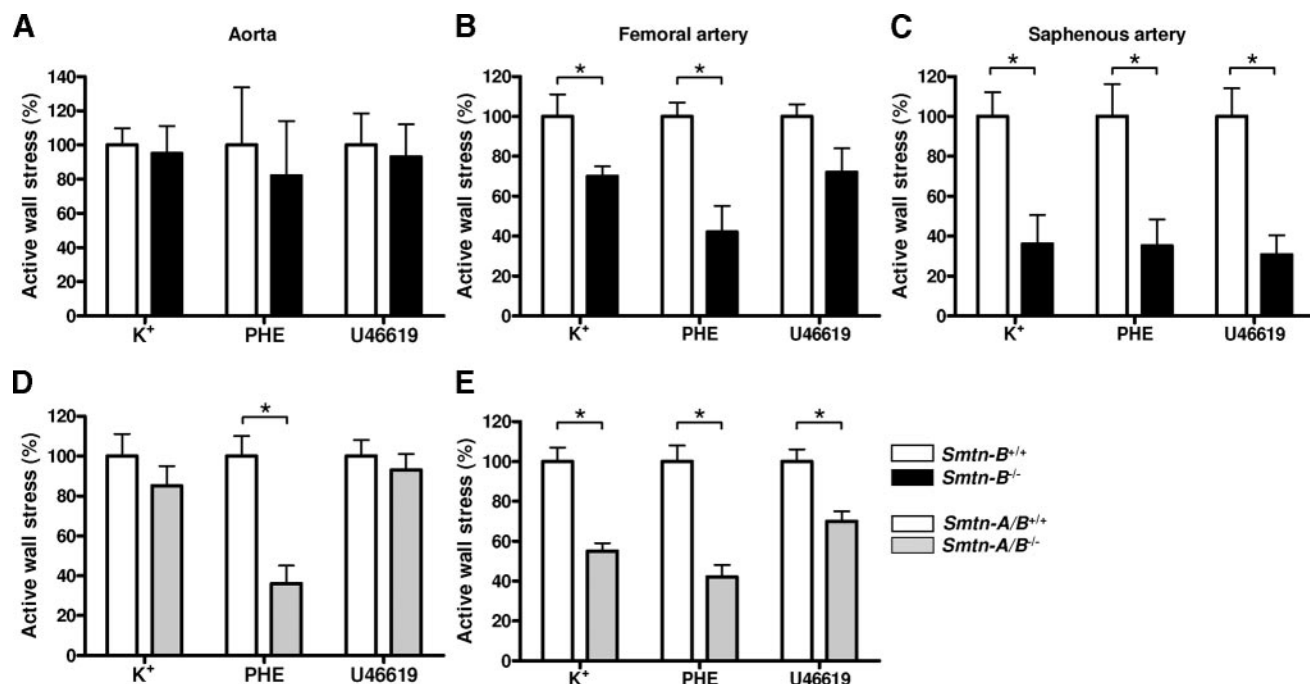 A
Aorta
Active wall stress (%)
140
120
100
80
60
40
20
0
K+
PHE
U46619
B
Femoral artery
Active wall stress (%)
120
100
80
60
40
20
0
*
*
K+
PHE
U46619
C
Saphenous artery
Active wall stress (%)
120
100
80
60
40
20
0
*
*
*
K+
PHE
U46619
D
Active wall stress (%)
120
100
80
60
40
20
0
*
K+
PHE
U46619
E
Active wall stress (%)
120
100
80
60
40
20
0
*
*
*
K+
PHE
U46619
Smtn-B+/+
Smtn-B-/-
Smtn-A/B+/+
Smtn-A/B-/-